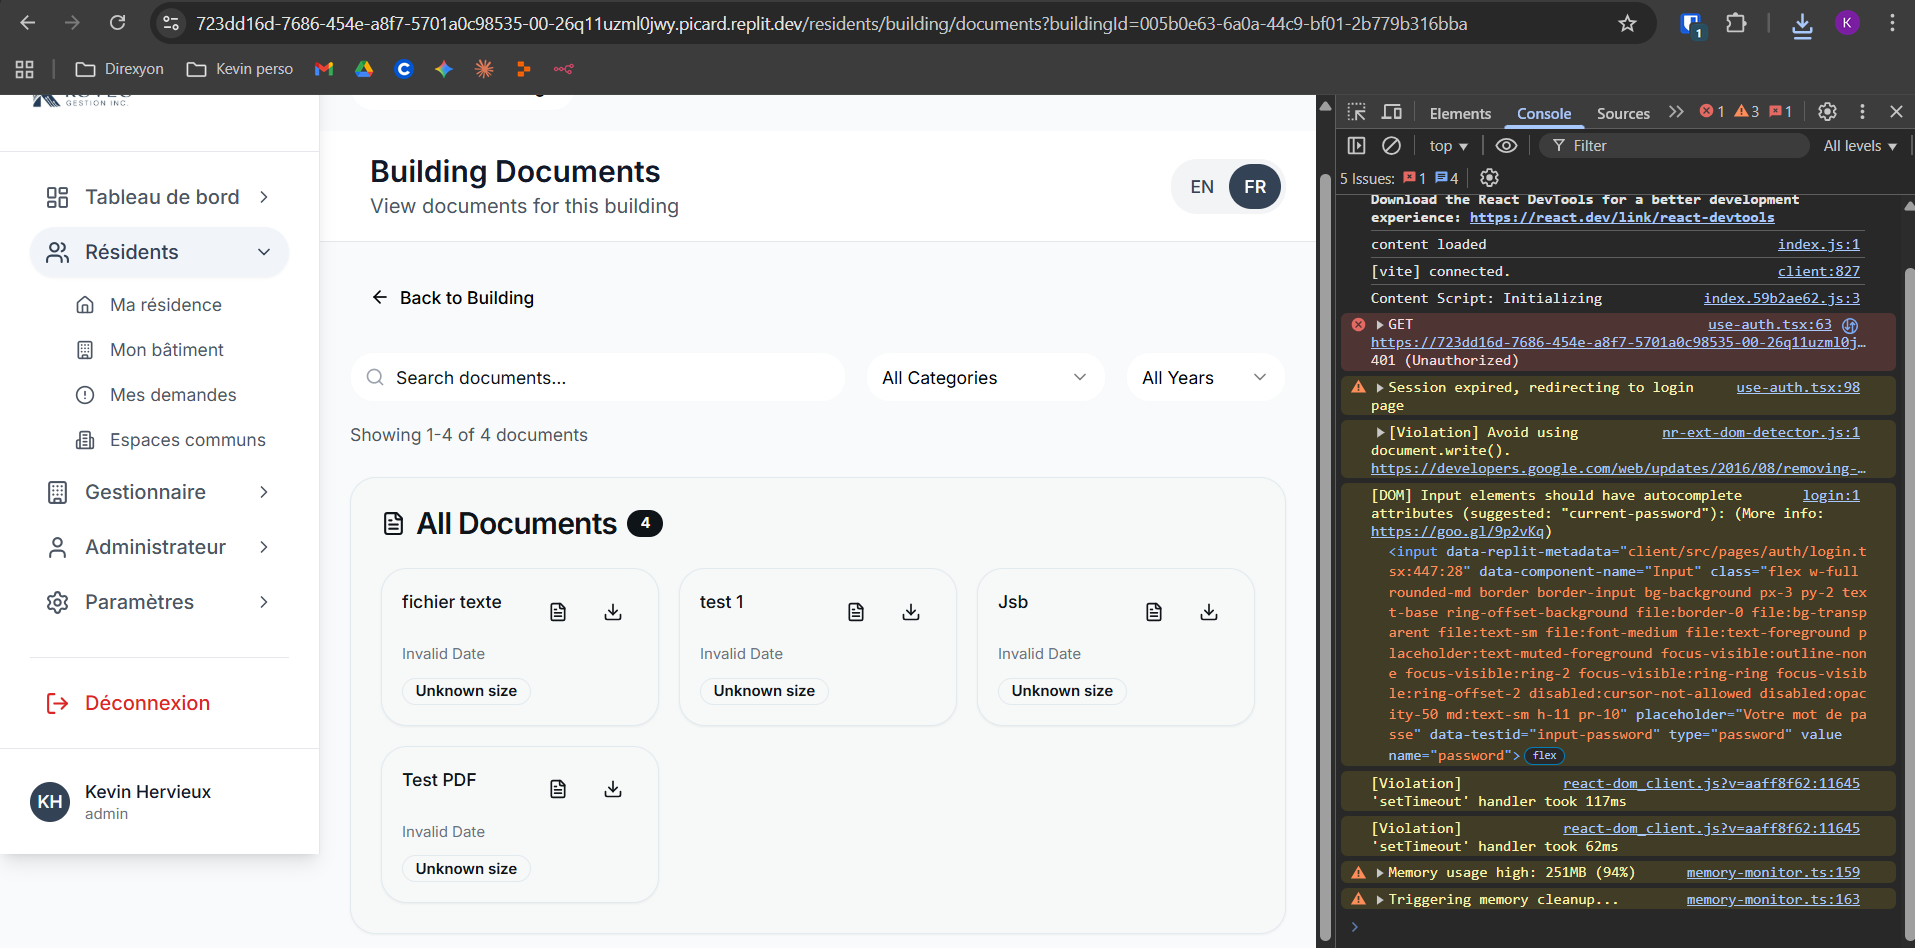 723dd16d-7686-454e-a8f7-5701a0c98535-00-26q11uzml0jwy.picard.replit.dev/residents/building/documents?buildingId=005b0e63-6a0a-44c9-bf01-2b779b316bba
1
K
Direxyon
Kevin perso
GESTION INC.
Tableau de bord
Résidents
Ma résidence
Mon bâtiment
Mes demandes
Espaces communs
Gestionnaire
Administrateur
Paramètres
Déconnexion
KH
Kevin Hervieux
admin
Building Documents
View documents for this building
EN
FR
Back to Building
Search documents...
All Categories
All Years
Showing 1-4 of 4 documents
All Documents 4
fichier texte
Invalid Date
Unknown size
test 1
Invalid Date
Unknown size
Jsb
Invalid Date
Unknown size
Test PDF
Invalid Date
Unknown size
Elements
Console
Sources
1
3
1
top
Filter
All levels
5 Issues: 1 4
Download the React DevTools for a better development
experience: https://react.dev/link/react-devtools
content loaded index.js:1
[vite] connected. client:827
Content Script: Initializing index.59b2ae62.js:3
GET use-auth.tsx:63
https://723dd16d-7686-454e-a8f7-5701a0c98535-00-26q11uzml0j…
401 (Unauthorized)
Session expired, redirecting to login use-auth.tsx:98
page
[Violation] Avoid using nr-ext-dom-detector.js:1
document.write().
https://developers.google.com/web/updates/2016/08/removing-…
[DOM] Input elements should have autocomplete login:1
attributes (suggested: "current-password"): (More info:
https://goo.gl/9p2vKq)
<input data-replit-metadata="client/src/pages/auth/login.t
sx:447:28" data-component-name="Input" class="flex w-full
rounded-md border border-input bg-background px-3 py-2 tex
t-base ring-offset-background file:border-0 file:bg-transp
arent file:text-sm file:font-medium file:text-foreground p
laceholder:text-muted-foreground focus-visible:outline-non
e focus-visible:ring-2 focus-visible:ring-ring focus-visib
le:ring-offset-2 disabled:cursor-not-allowed disabled:opac
ity-50 md:text-sm h-11 pr-10" placeholder="Votre mot de pa
sse" data-testid="input-password" type="password" value
name="password"> flex
[Violation] react-dom_client.js?v=aaff8f62:11645
'setTimeout' handler took 117ms
[Violation] react-dom_client.js?v=aaff8f62:11645
'setTimeout' handler took 62ms
Memory usage high: 251MB (94%) memory-monitor.ts:159
Triggering memory cleanup... memory-monitor.ts:163